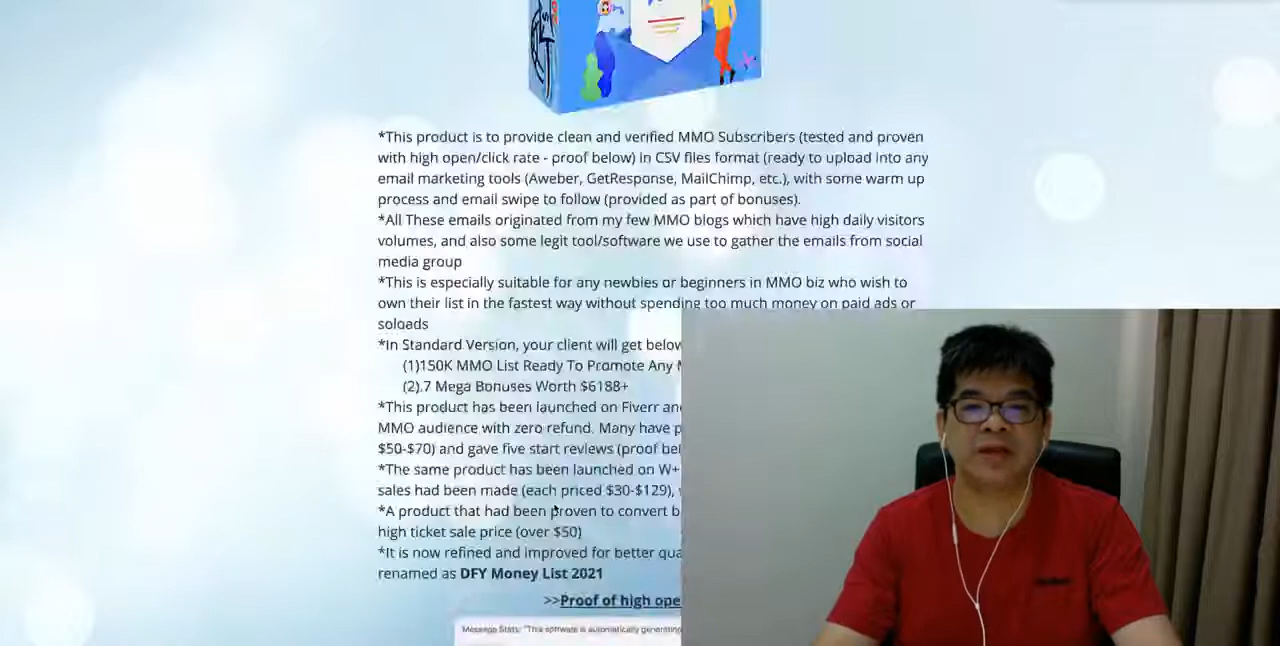 *This product is to provide clean and verified MMO Subscribers (tested and proven
with high open/click rate - proof below) in CSV files format (ready to upload into any
email marketing tools (Aweber, GetResponse, MailChimp, etc.), with some warm up
process and email swipe to follow (provided as part of bonuses).
*All These emails originated from my few MMO blogs which have high daily visitors
volumes, and also some legit tool/software we use to gather the emails from social
media group
*This is especially suitable for any newbies or beginners in MMO biz who wish to
own their list in the fastest way without spending too much money on paid ads or
soloads
*In Standard Version, your client will get below
(1)150K MMO List Ready To Promote Any
(2).7 Mega Bonuses Worth $6188+
*This product has been launched on Fiverr and
MMO audience with zero refund. Many have
$50-$70) and gave five start reviews (proof
*The same product has been launched on W+
sales had been made (each priced $30-$129),
*A product that had been proven to convert
high ticket sale price (over $50)
*It is now refined and improved for better
renamed as DFY Money List 2021
>>Proof of high
Message Stats: "This software is automatically